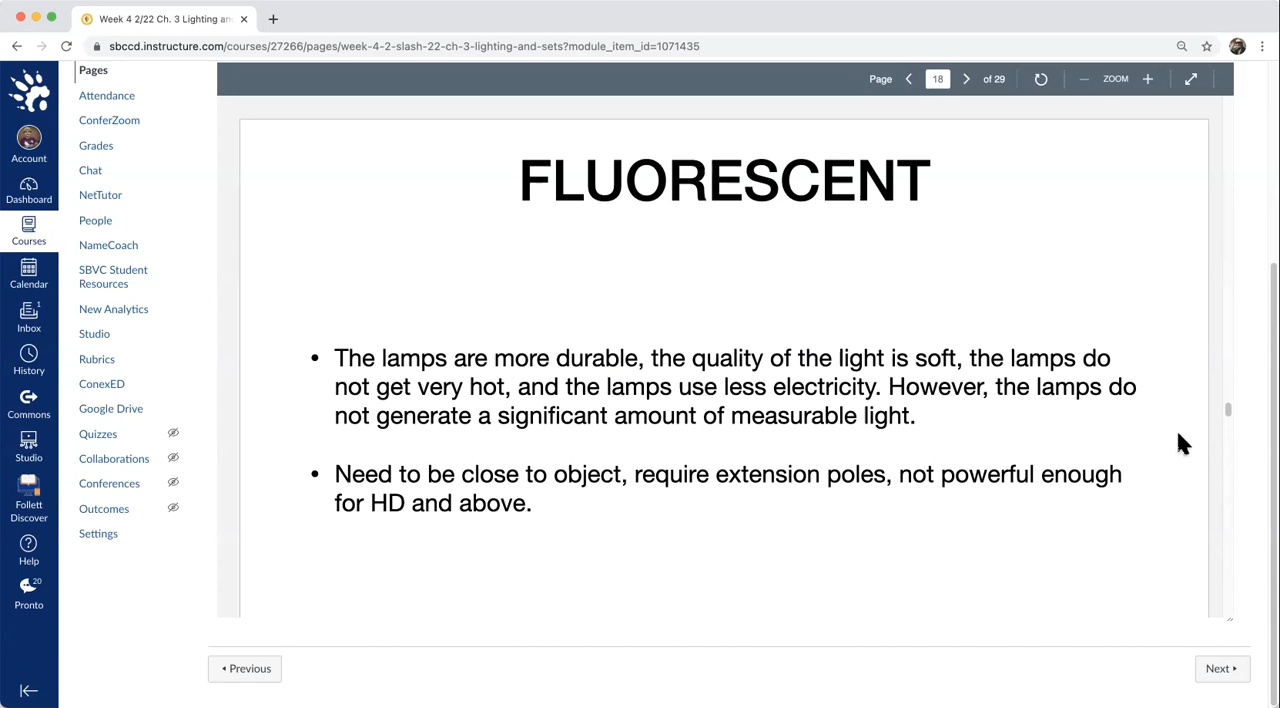 Week 4 2/22 Ch. 3 Lighting an
sbccd.instructure.com/courses/27266/pages/week-4-2-slash-22-ch-3-lighting-and-sets?module_item_id=1071435
Account
Dashboard
Courses
Calendar
1
Inbox
History
Commons
Studio
Follett
Discover
Help
20
Pronto
Pages
Attendance
ConferZoom
Grades
Chat
NetTutor
People
NameCoach
SBVC Student
Resources
New Analytics
Studio
Rubrics
ConexED
Google Drive
Quizzes
Collaborations
Conferences
Outcomes
Settings
Page 18 of 29 ZOOM
FLUORESCENT
• The lamps are more durable, the quality of the light is soft, the lamps do
not get very hot, and the lamps use less electricity. However, the lamps do
not generate a significant amount of measurable light.
• Need to be close to object, require extension poles, not powerful enough
for HD and above.
Previous
Next